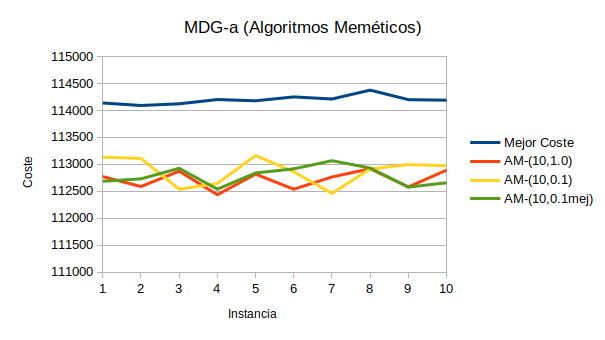 MDG-a (Algoritmos Meméticos)
115000
114500
114000
113500
113000
112500
112000
111500
111000
Coste
1 2 3 4 5 6 7 8 9 10
Instancia
Mejor Coste
AM-(10,1.0)
AM-(10,0.1)
AM-(10,0.1mej)